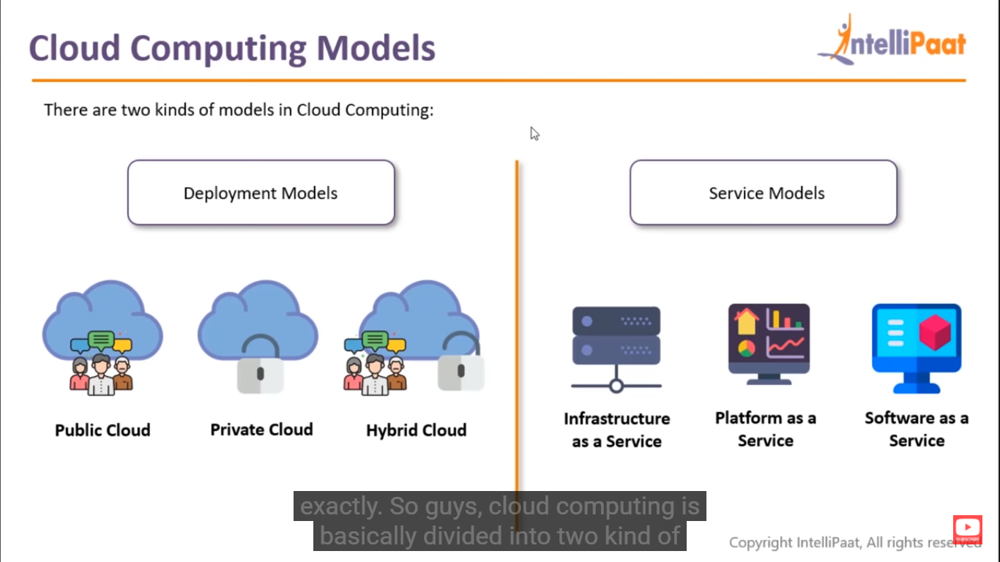 Cloud Computing Models
IntelliPaat
There are two kinds of models in Cloud Computing:
Deployment Models
Service Models
Public Cloud
Private Cloud
Hybrid Cloud
Infrastructure
as a Service
Platform as a
Service
Software as a
Service
exactly. So guys, cloud computing is
basically divided into two kind of
Copyright IntelliPaat, All rights reserved
SUBSCRIBE